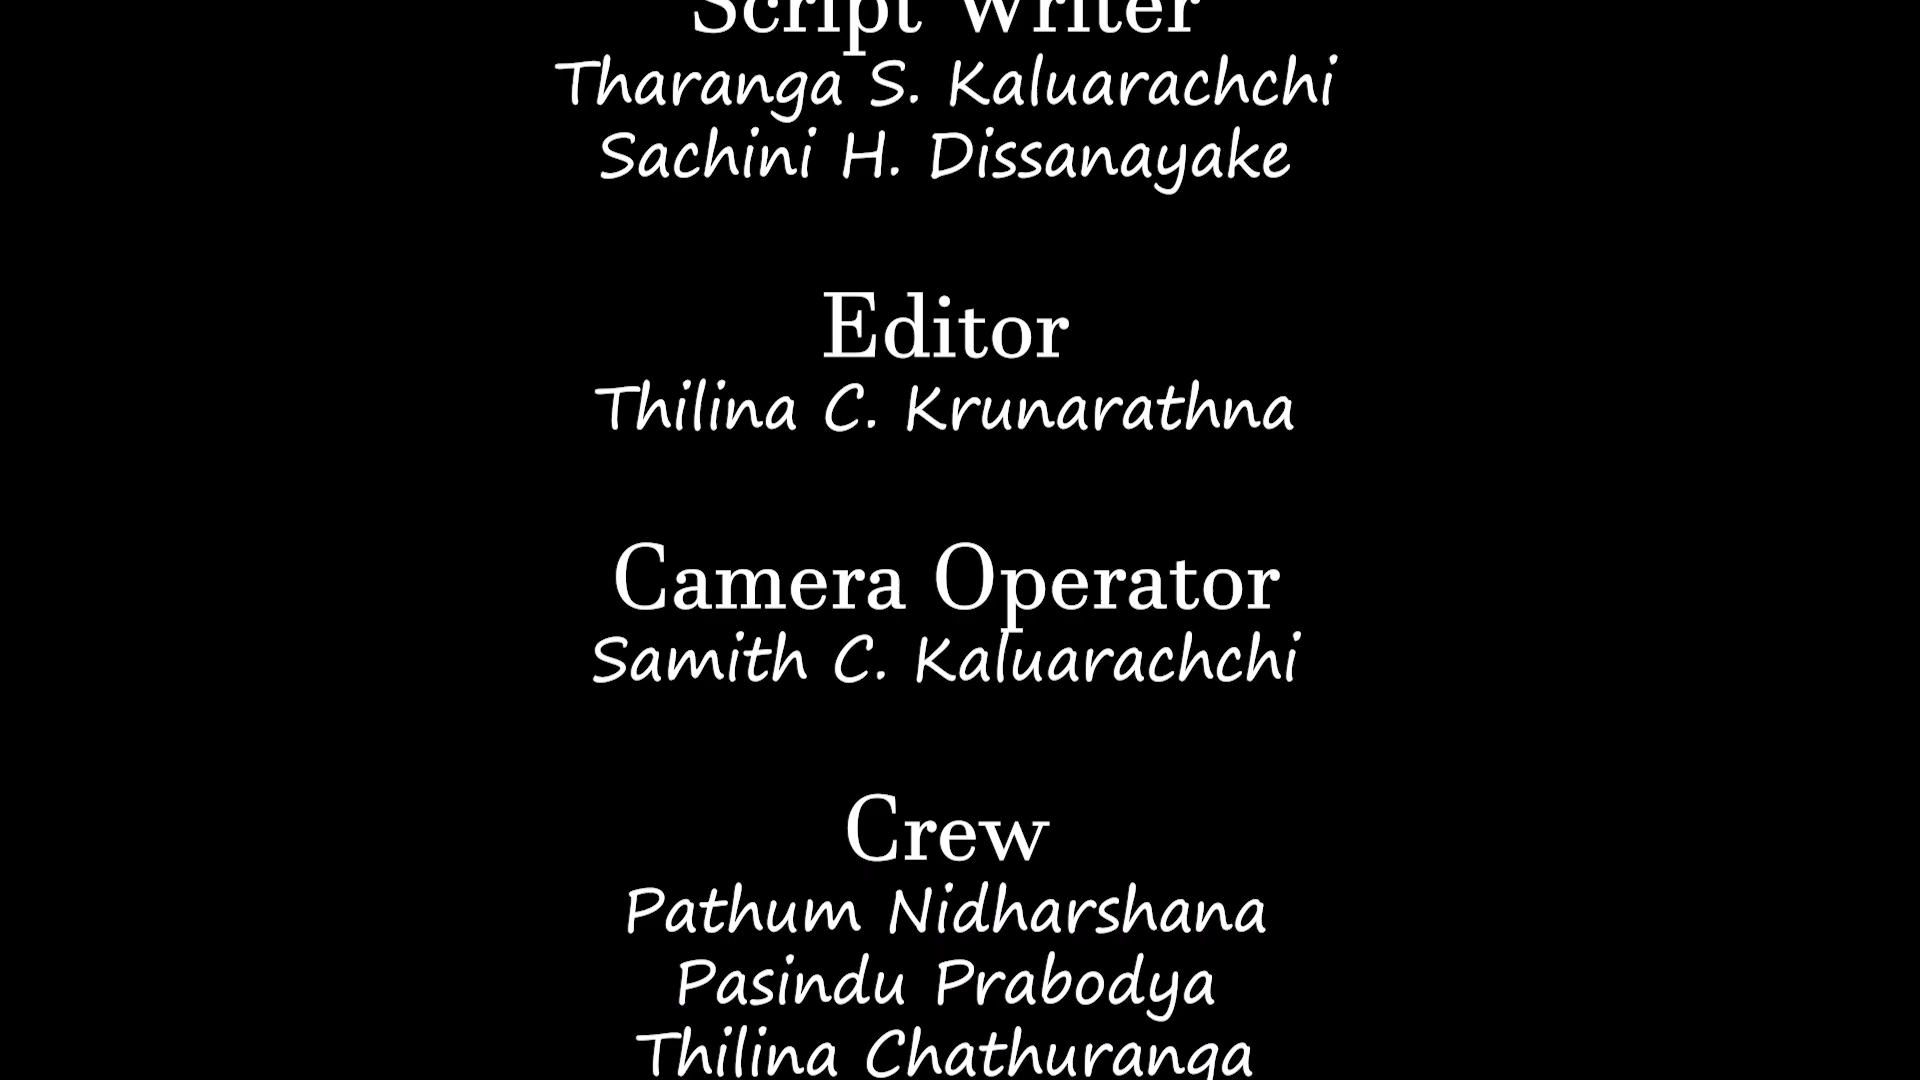 Script Writer
Tharanga S. Kaluarachchi
Sachini H. Dissanayake
Editor
Thilina C. Krunarathna
Camera Operator
Samith C. Kaluarachchi
Crew
Pathum Nidharshana
Pasindu Prabodya
Thilina Chathuranga